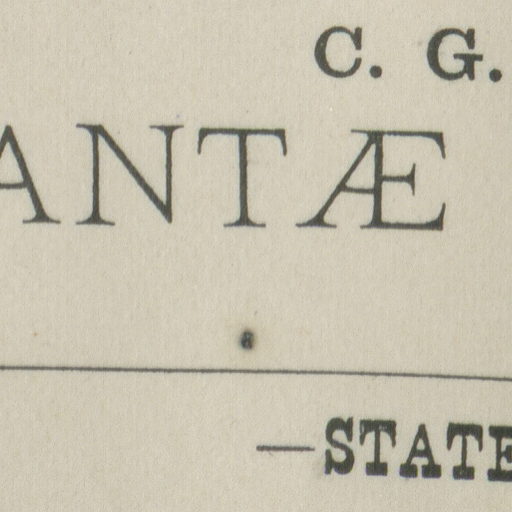 C. G.
ANTÆ
—STATE